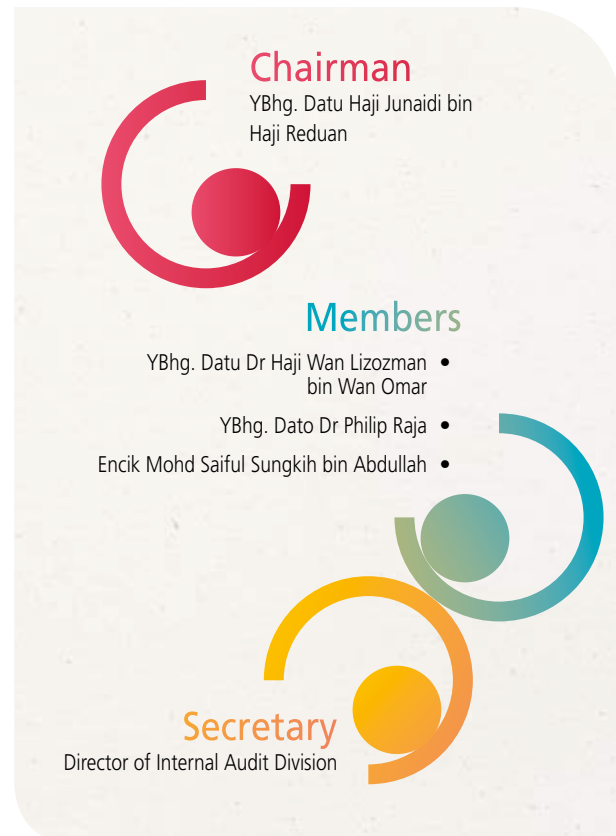 Chairman
YBhg. Datu Haji Junaidi bin
Haji Reduan
Members
YBhg. Datu Dr Haji Wan Lizozman •
bin Wan Omar
YBhg. Dato Dr Philip Raja •
Encik Mohd Saiful Sungkih bin Abdullah •
Secretary
Director of Internal Audit Division